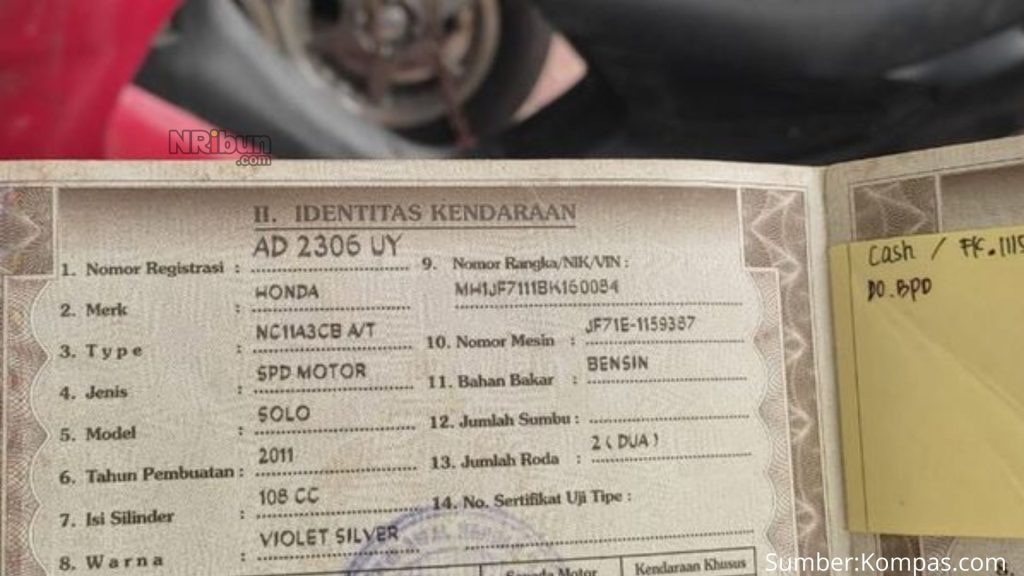 NRibun
.com
II. IDENTITAS KENDARAAN
1. Nomor Registrasi : AD 2306 UY
2. Merk : HONDA
3. Type : NC11A3CB A/T
4. Jenis : SPD MOTOR
5. Model : SOLO
6. Tahun Pembuatan : 2011
7. Isi Silinder : 108 CC
8. Warna : VIOLET SILVER
9. Nomor Rangka/NIK/VIN :
MH1JF7111BK160084
10. Nomor Mesin : JF71E-1159387
11. Bahan Bakar : BENSIN
12. Jumlah Sumbu :
13. Jumlah Roda : 2 ( DUA )
14. No. Sertifikat Uji Tipe :
Motor
Kendaraan Khusus
Cash / FK.1115
DO.BPD
Sumber:Kompas.com